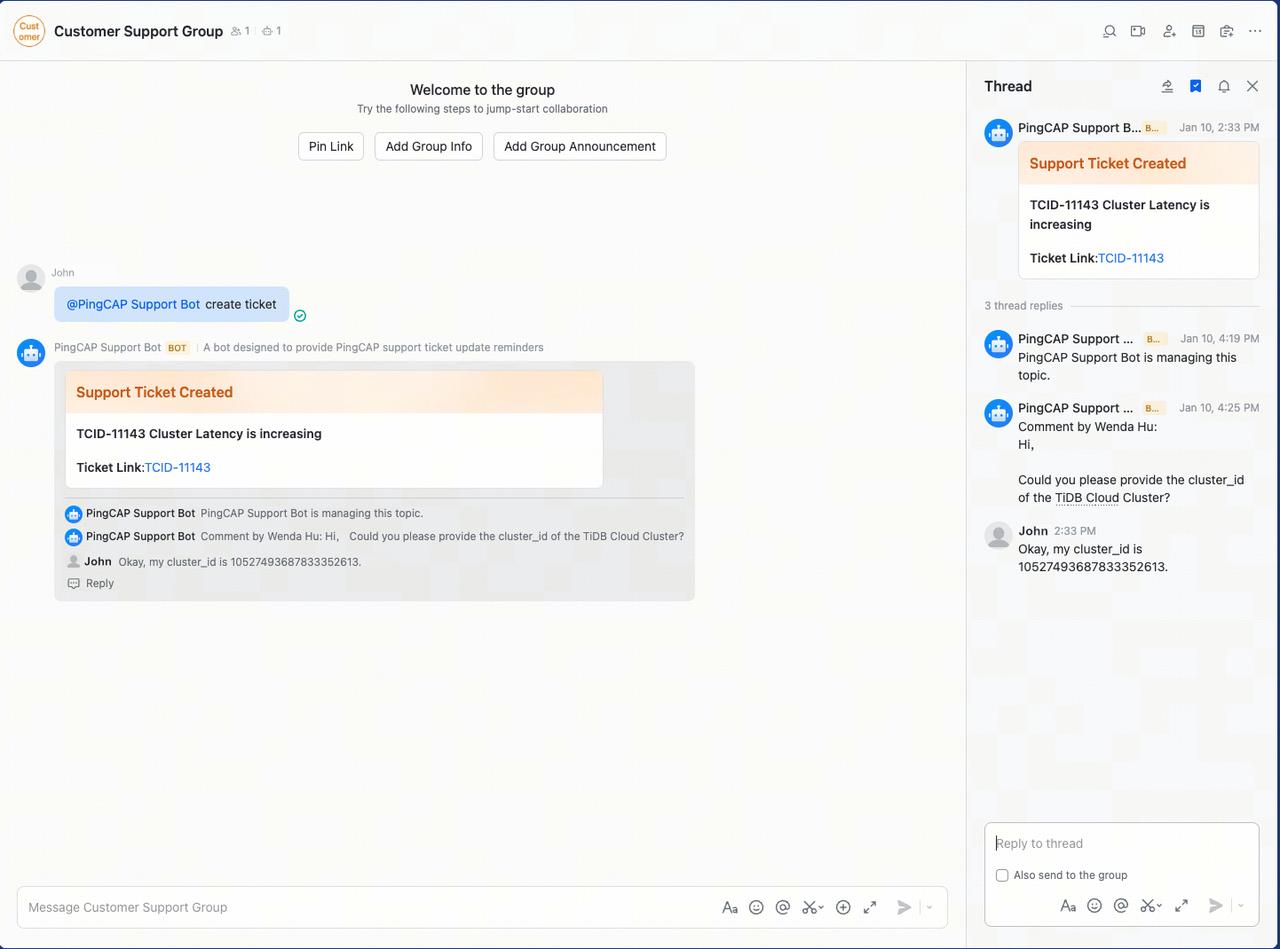 Cust
omer
Customer Support Group 1 1
Welcome to the group
Try the following steps to jump-start collaboration
Pin Link
Add Group Info
Add Group Announcement
John
@PingCAP Support Bot create ticket
PingCAP Support Bot BOT A bot designed to provide PingCAP support ticket update reminders
Support Ticket Created
TCID-11143 Cluster Latency is increasing
Ticket Link:TCID-11143
PingCAP Support Bot PingCAP Support Bot is managing this topic.
PingCAP Support Bot Comment by Wenda Hu: Hi， Could you please provide the cluster_id of the TiDB Cloud Cluster?
John Okay, my cluster_id is 10527493687833352613.
Reply
Message Customer Support Group
Aa
Thread
PingCAP Support B... B... Jan 10, 2:33 PM
Support Ticket Created
TCID-11143 Cluster Latency is
increasing
Ticket Link:TCID-11143
3 thread replies
PingCAP Support ... B... Jan 10, 4:19 PM
PingCAP Support Bot is managing this
topic.
PingCAP Support ... B... Jan 10, 4:25 PM
Comment by Wenda Hu:
Hi，
Could you please provide the cluster_id
of the TiDB Cloud Cluster?
John 2:33 PM
Okay, my cluster_id is
10527493687833352613.
Reply to thread
Also send to the group
Aa